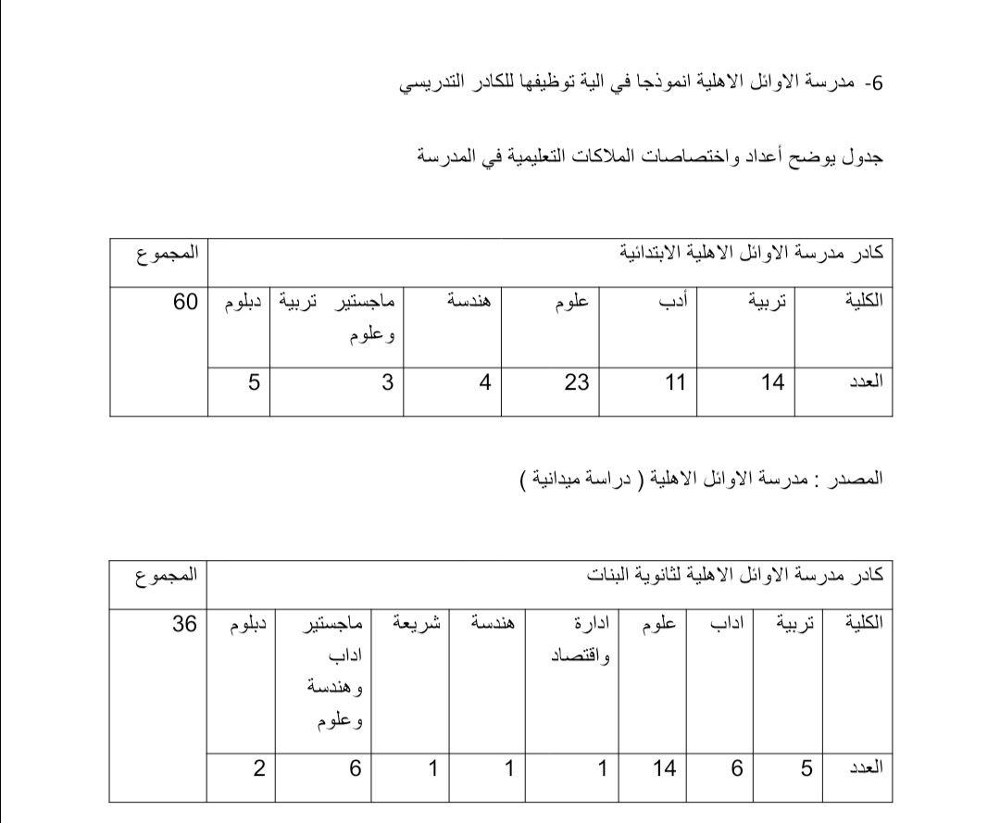 6- مدرسة الاوائل الاهلية انموذجا في الية توظيفها للكادر التدريسي
جدول يوضح أعداد واختصاصات الملاكات التعليمية في المدرسة
كادر مدرسة الاوائل الاهلية الابتدائية المجموع
الكلية تربية أدب علوم هندسة ماجستير تربية دبلوم 60
وعلوم
العدد 14 11 23 4 3 5
المصدر : مدرسة الاوائل الاهلية ( دراسة ميدانية )
كادر مدرسة الاوائل الاهلية لثانوية البنات المجموع
الكلية تربية اداب علوم ادارة هندسة شريعة ماجستير دبلوم 36
واقتصاد اداب
وهندسة
وعلوم
العدد 5 6 14 1 1 1 6 2